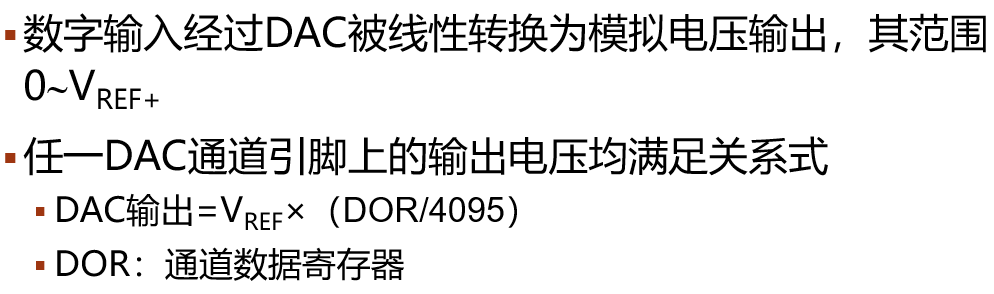 ▪数字输入经过DAC被线性转换为模拟电压输出，其范围
0~VREF+
▪任一DAC通道引脚上的输出电压均满足关系式
▪DAC输出=VREF×（DOR/4095）
▪DOR：通道数据寄存器